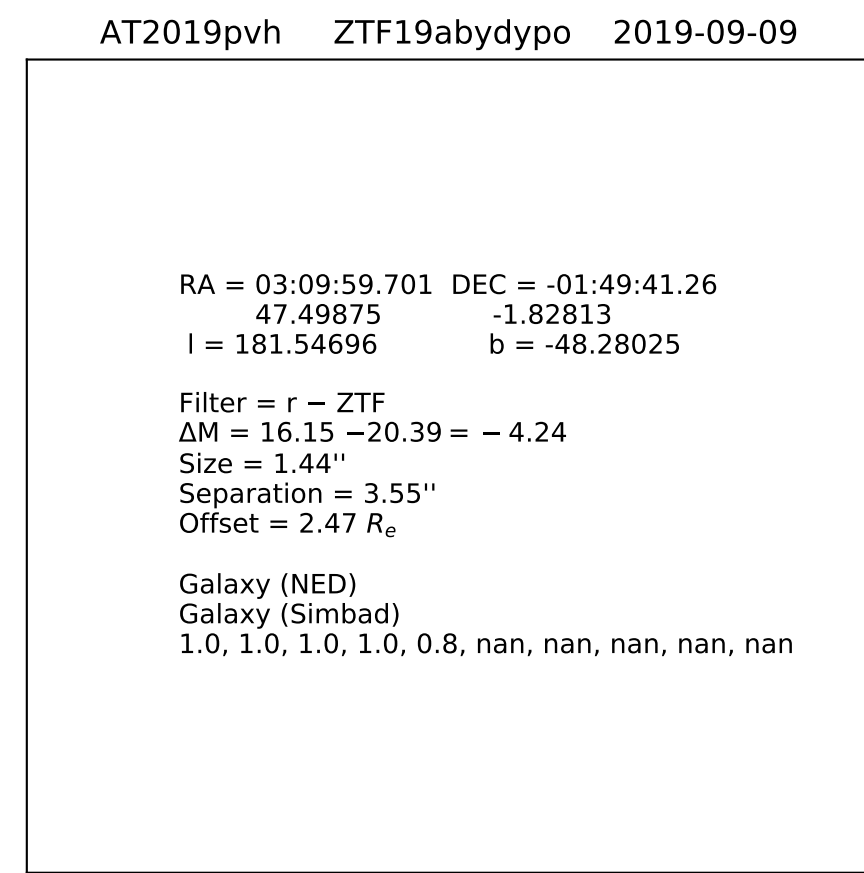 AT2019pvh ZTF19abydypo 2019-09-09
RA = 03:09:59.701 DEC = -01:49:41.26
47.49875 -1.82813
l = 181.54696 b = -48.28025
Filter = r − ZTF
ΔM = 16.15 −20.39 = − 4.24
Size = 1.44''
Separation = 3.55''
Offset = 2.47 Re
Galaxy (NED)
Galaxy (Simbad)
1.0, 1.0, 1.0, 1.0, 0.8, nan, nan, nan, nan, nan